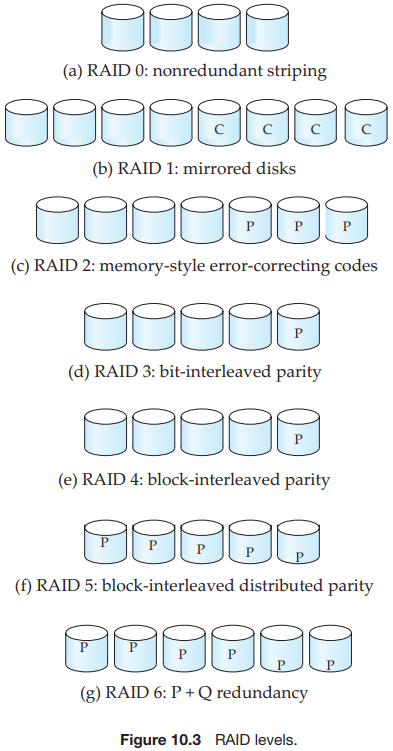 (a) RAID 0: nonredundant striping
C C C C
(b) RAID 1: mirrored disks
P P P
(c) RAID 2: memory-style error-correcting codes
P
(d) RAID 3: bit-interleaved parity
P
(e) RAID 4: block-interleaved parity
P P P P P
(f) RAID 5: block-interleaved distributed parity
P P P P P P
(g) RAID 6: P + Q redundancy
Figure 10.3 RAID levels.